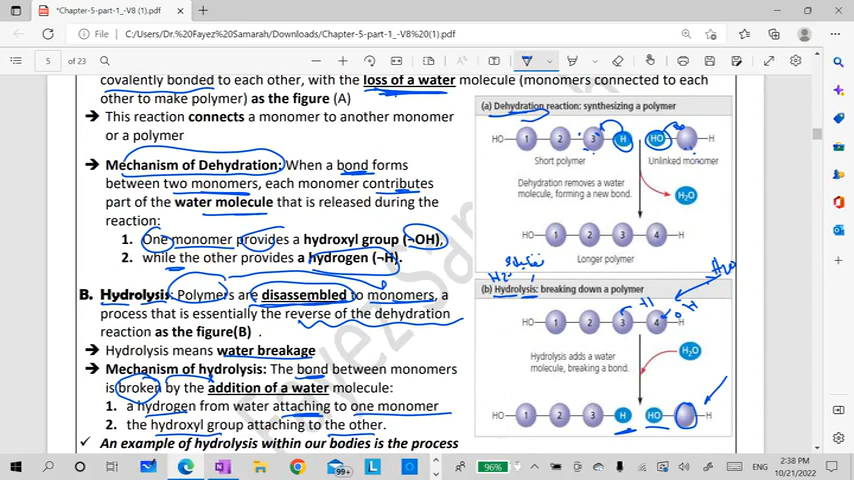 *Chapter-5-part-1_-V8 (1).pdf
File
C:/Users/Dr.%20Fayez%20Samarah/Downloads/Chapter-5-part-1_-V8%20(1).pdf
5 of 23
covalently bonded to each other, with the loss of a water molecule (monomers connected to each
other to make polymer) as the figure (A)
→ This reaction connects a monomer to another monomer
or a polymer
→ Mechanism of Dehydration: When a bond forms
between two monomers, each monomer contributes
part of the water molecule that is released during the
reaction:
1. One monomer provides a hydroxyl group (¬OH),
2. while the other provides a hydrogen (¬H).
B. Hydrolysis: Polymers are disassembled to monomers, a
process that is essentially the reverse of the dehydration
reaction as the figure(B) .
→ Hydrolysis means water breakage
→ Mechanism of hydrolysis: The bond between monomers
is broken by the addition of a water molecule:
1. a hydrogen from water attaching to one monomer
2. the hydroxyl group attaching to the other.
✓ An example of hydrolysis within our bodies is the process
(a) Dehydration reaction: synthesizing a polymer
HO 1 2 3 H HO H
Short polymer Unlinked monomer
Dehydration removes a water
molecule, forming a new bond.
H₂O
HO 1 2 3 4 H
Longer polymer
H₂O
(b) Hydrolysis: breaking down a polymer
H
O H
HO 1 2 3 4 H
Hydrolysis adds a water
molecule, breaking a bond.
H₂O
HO 1 2 3 H HO H
Fayez Samarah
99+
96%
ENG
2:38 PM
10/21/2022